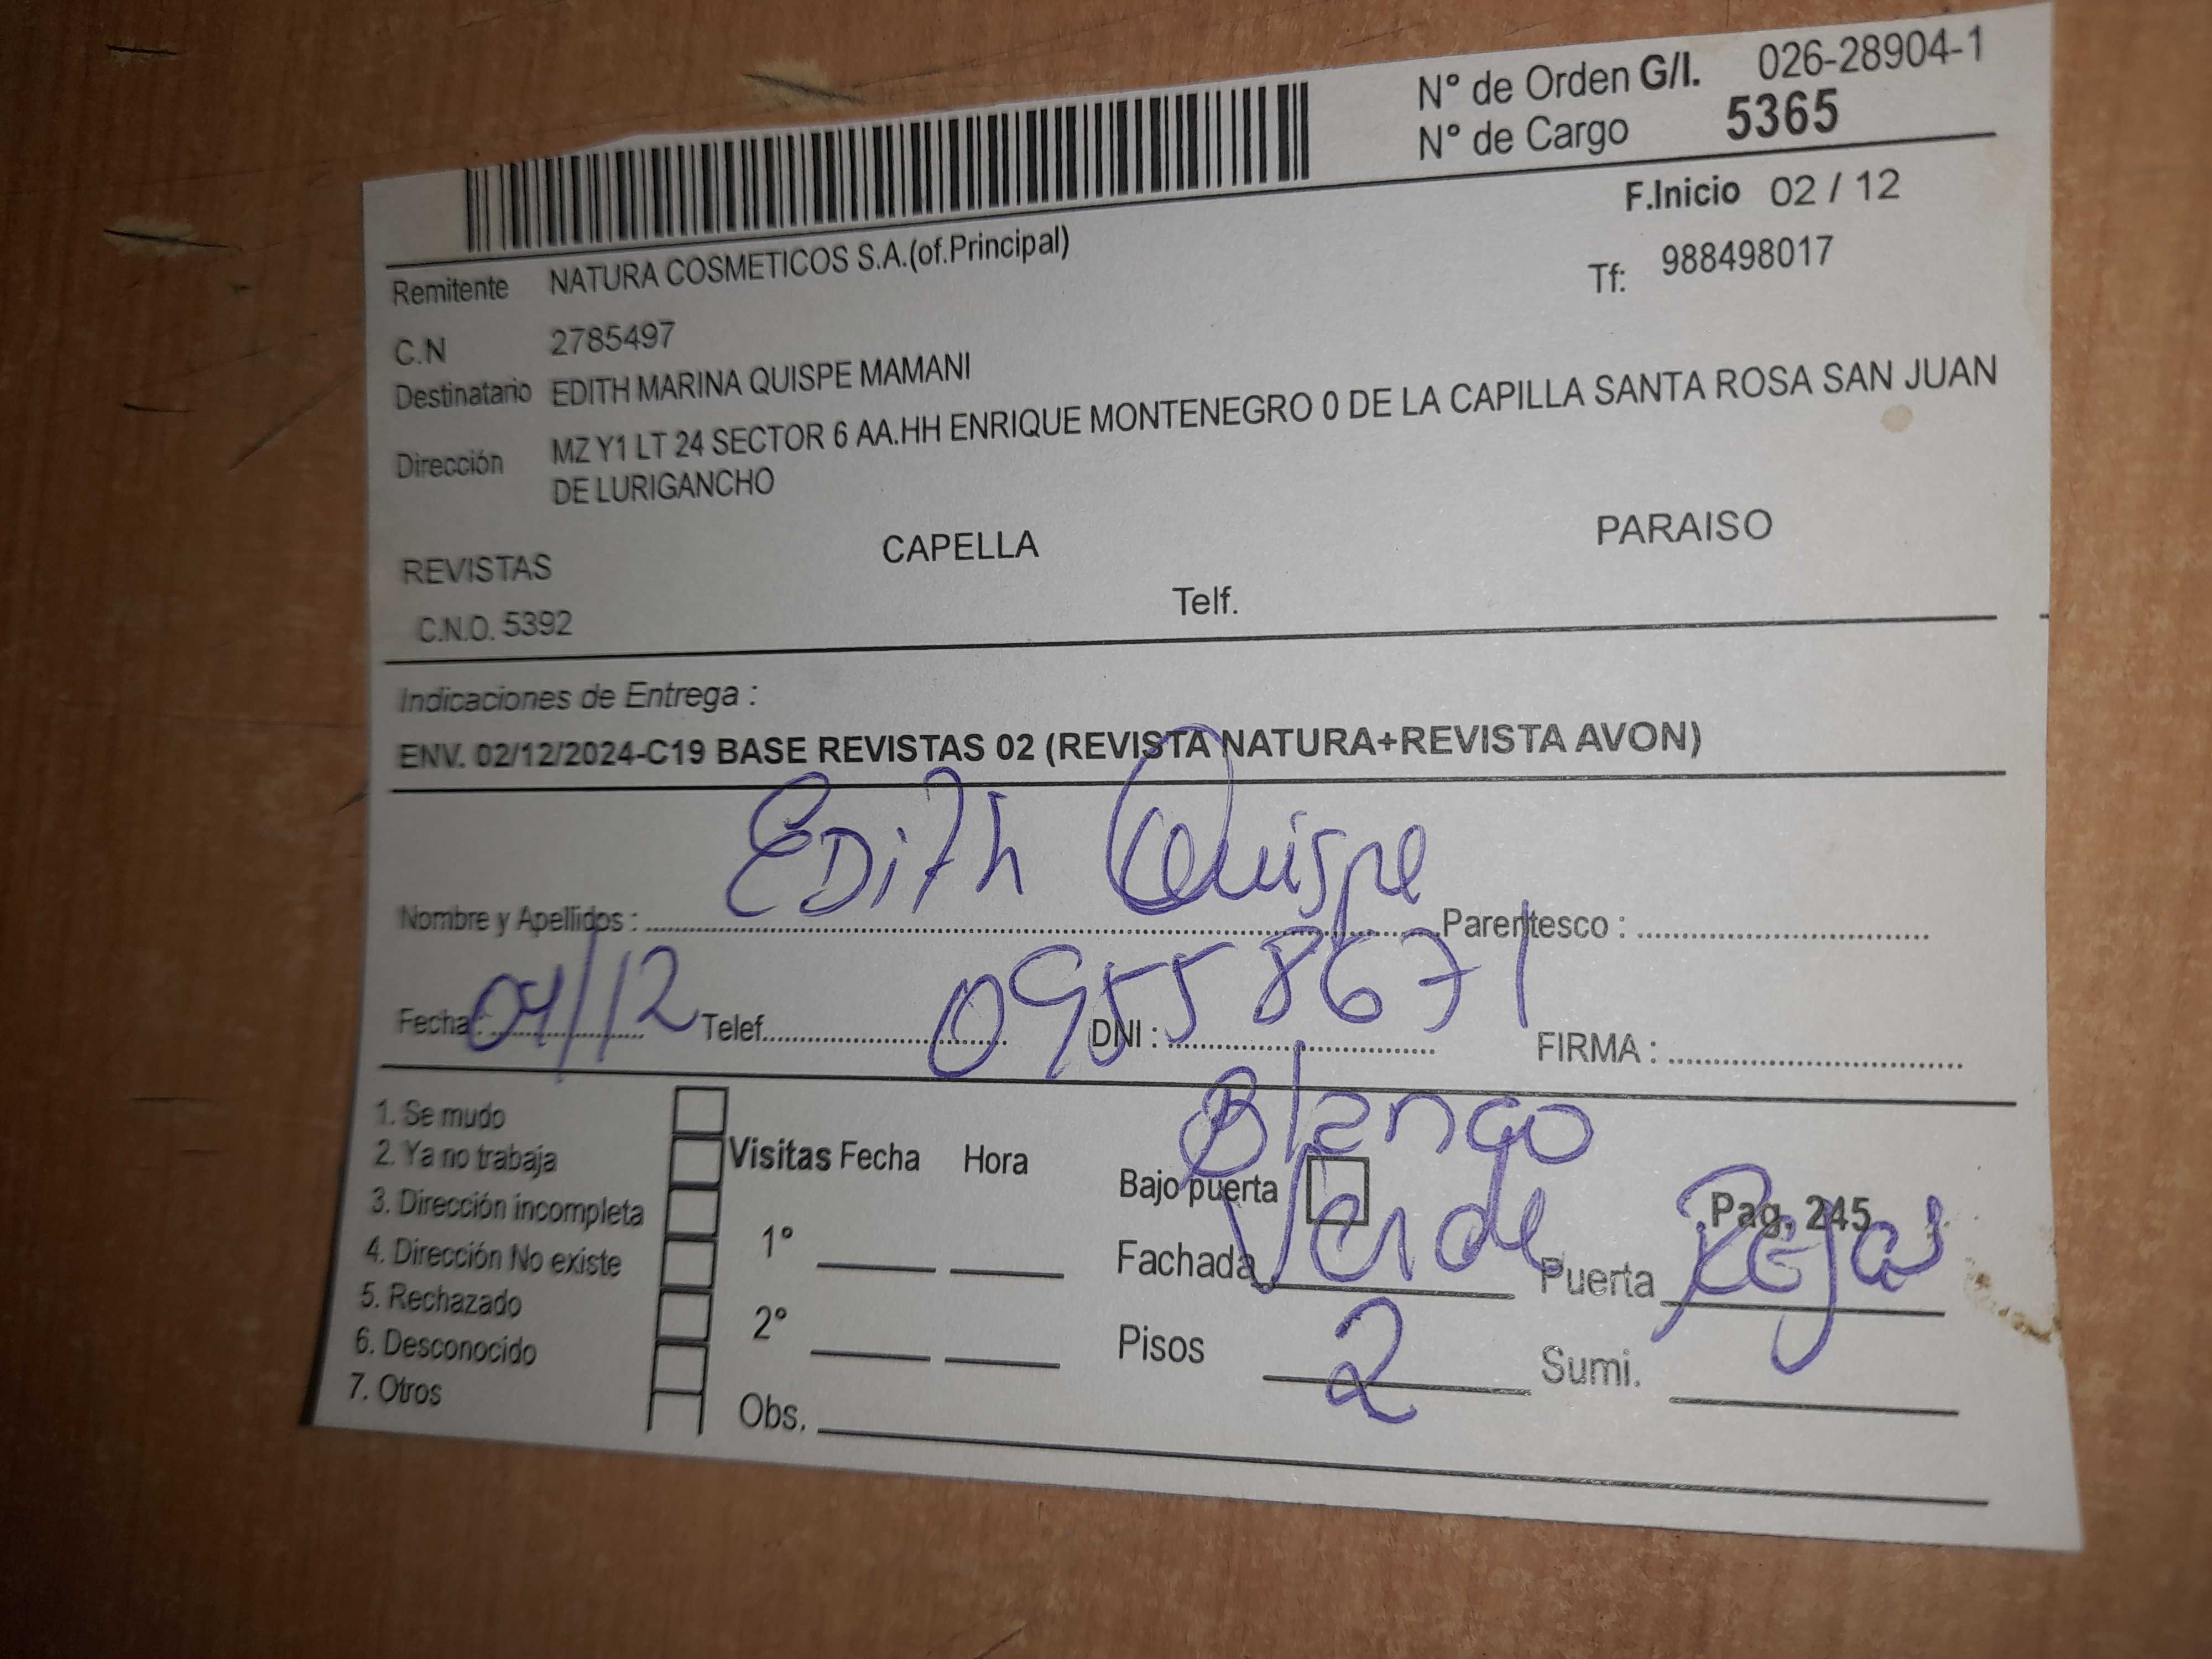 N° de Orden G/I. 026-28904-1
N° de Cargo 5365
F.Inicio 02 / 12
Remitente NATURA COSMETICOS S.A.(of.Principal)
Tf: 988498017
C.N 2785497
Destinatario EDITH MARINA QUISPE MAMANI
Dirección MZ Y1 LT 24 SECTOR 6 AA.HH ENRIQUE MONTENEGRO 0 DE LA CAPILLA SANTA ROSA SAN JUAN
DE LURIGANCHO
REVISTAS CAPELLA PARAISO
C.N.O. 5392 Telf.
Indicaciones de Entrega :
ENV. 02/12/2024-C19 BASE REVISTAS 02 (REVISTA NATURA+REVISTA AVON)
Nombre y Apellidos : EDith Quispe Parentesco :
Fecha : 04/12 Telef. DNI : 09558671 FIRMA :
1. Se mudo
2. Ya no trabaja
3. Dirección incompleta
4. Dirección No existe
5. Rechazado
6. Desconocido
7. Otros
Visitas Fecha Hora
1°
2°
Obs.
Blanco
Bajo puerta
Pag. 245
Fachada Verde Puerta Rejas
Pisos 2 Sumi.